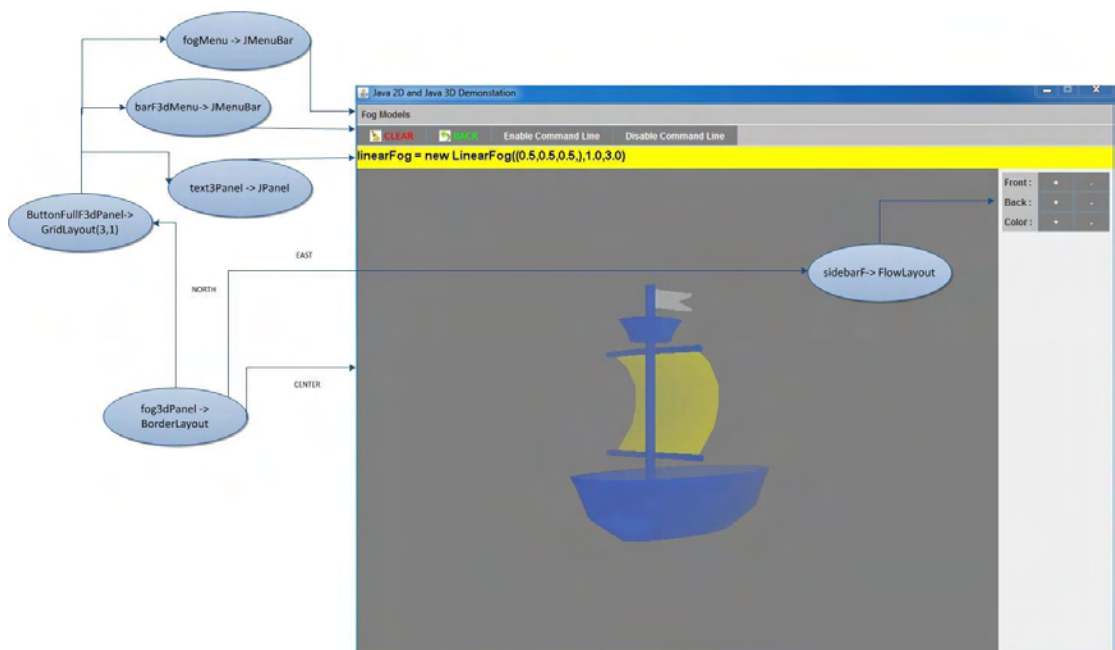 fogMenu -> JMenuBar
barF3dMenu-> JMenuBar
text3Panel -> JPanel
ButtonFullF3dPanel->
GridLayout(3,1)
NORTH
EAST
CENTER
fog3dPanel ->
BorderLayout
Java 2D and Java 3D Demonstation
Fog Models
CLEAR BACK Enable Command Line Disable Command Line
linearFog = new LinearFog((0.5,0.5,0.5,),1.0,3.0)
Front : + -
Back : + -
Color : + -
sidebarF-> FlowLayout